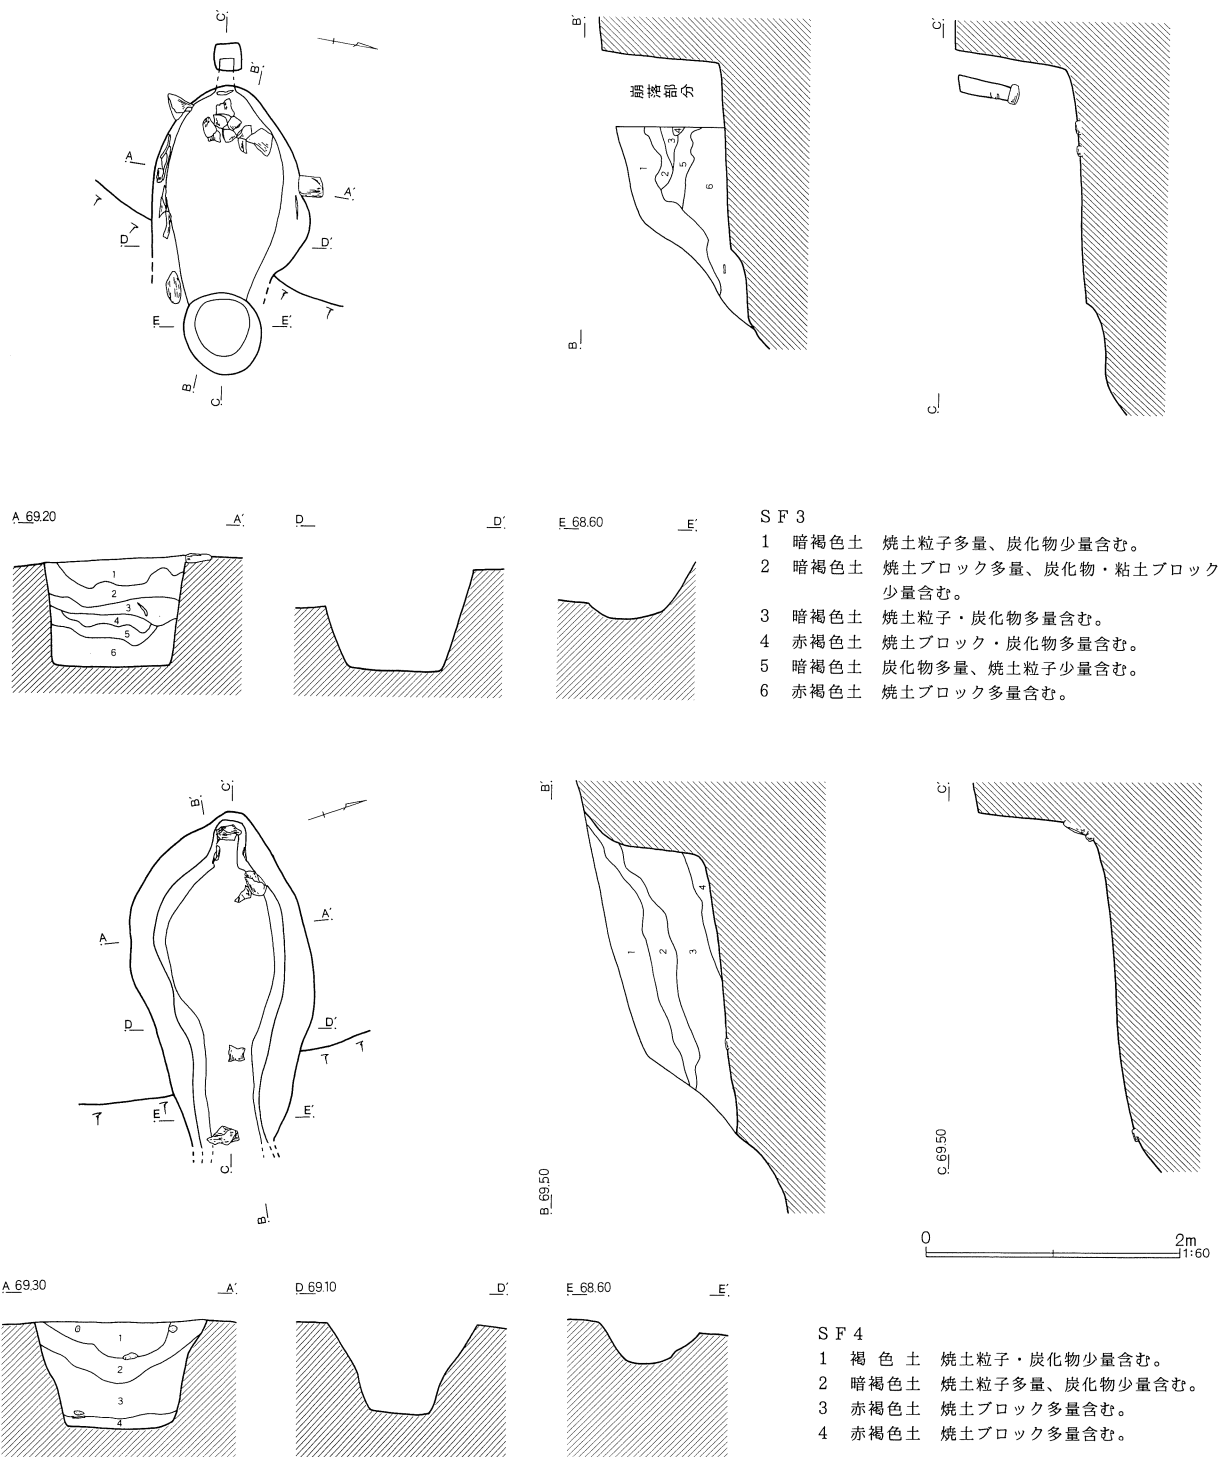 C′
B′
A
A′
D
D′
E
E′
B
C
B′
崩落部分
1
2
3
4
5
6
B
C′
C
A 69.20
A′
D
D′
E 68.60
E′
1
2
3
4
5
6
SF3
1 暗褐色土 焼土粒子多量、炭化物少量含む。
2 暗褐色土 焼土ブロック多量、炭化物・粘土ブロック
少量含む。
3 暗褐色土 焼土粒子・炭化物多量含む。
4 赤褐色土 焼土ブロック・炭化物多量含む。
5 暗褐色土 炭化物多量、焼土粒子少量含む。
6 赤褐色土 焼土ブロック多量含む。
B′
C′
A
A′
D
D′
E
E′
C
B
B′
1
2
3
4
B 69.50
C′
C 69.50
0
2m
1:60
A 69.30
A′
D 69.10
D′
E 68.60
E′
1
2
3
4
SF4
1 褐色土 焼土粒子・炭化物少量含む。
2 暗褐色土 焼土粒子多量、炭化物少量含む。
3 赤褐色土 焼土ブロック多量含む。
4 赤褐色土 焼土ブロック多量含む。